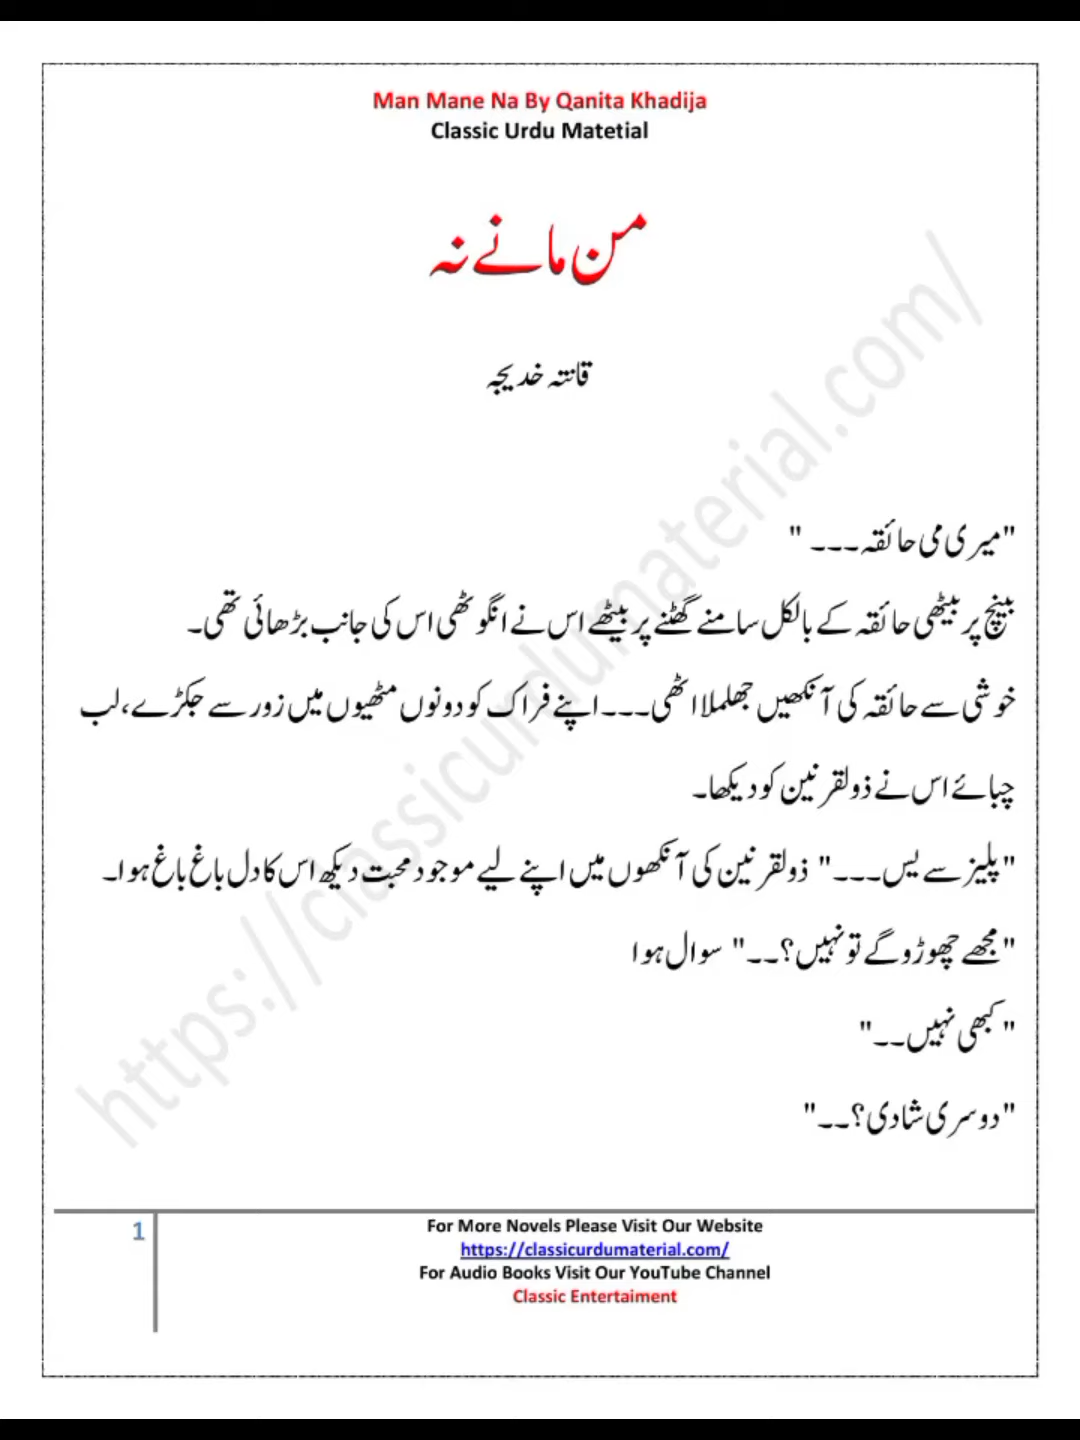 Man Mane Na By Qanita Khadija
Classic Urdu Matetial
من مانے نہ
قانتہ خدیجہ
"میری می حائقہ۔۔۔ "
بینچ پر بیٹھی حائقہ کے بالکل سامنے گھٹنے پر بیٹھے اس نے انگوٹھی اس کی جانب بڑھائی تھی۔
خوشی سے حائقہ کی آنکھیں جھلملا اٹھی۔۔۔اپنے فراک کو دونوں مٹھیوں میں زور سے جکڑے، لب
چبائے اس نے ذولقرنین کو دیکھا۔
"پلیز سے یس۔۔۔" ذولقرنین کی آنکھوں میں اپنے لیے موجود محبت دیکھ اس کا دل باغ باغ ہوا۔
"مجھے چھوڑو گے تو نہیں؟۔۔" سوال ہوا
"کبھی نہیں۔۔"
"دوسری شادی؟۔۔"
https://classicurdumaterial.com/
1
For More Novels Please Visit Our Website
https://classicurdumaterial.com/
For Audio Books Visit Our YouTube Channel
Classic Entertaiment